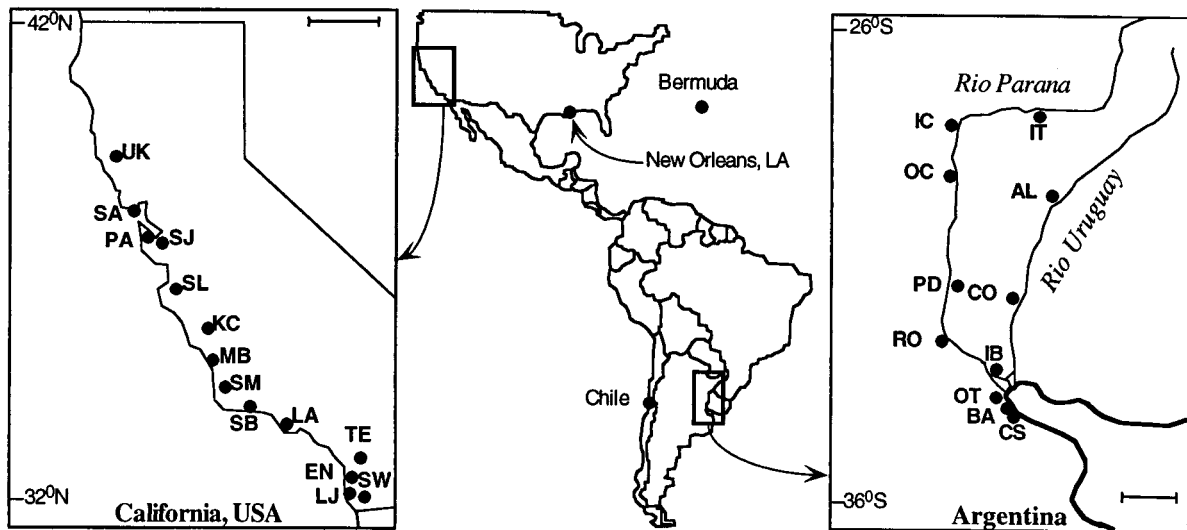 42⁰N
UK
SA
PA
SJ
SL
KC
MB
SM
SB
LA
TE
EN
SW
LJ
32⁰N
California, USA
Bermuda
New Orleans, LA
Chile
26⁰S
Rio Parana
IC
IT
OC
AL
Rio Uruguay
PD
CO
RO
IB
OT
BA
CS
36⁰S
Argentina